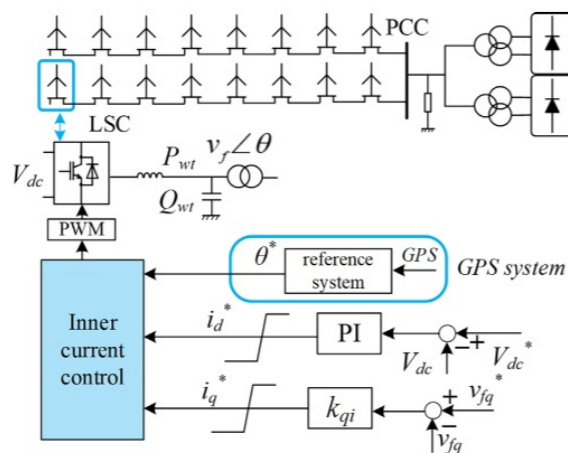 PCC
LSC
V_dc
P_wt
v_f∠θ
Q_wt
PWM
θ*
reference
system
GPS
GPS system
Inner
current
control
i_d*
PI
V_dc
−
+
V_dc*
i_q*
k_qi
+
−
v_fq*
v_fq